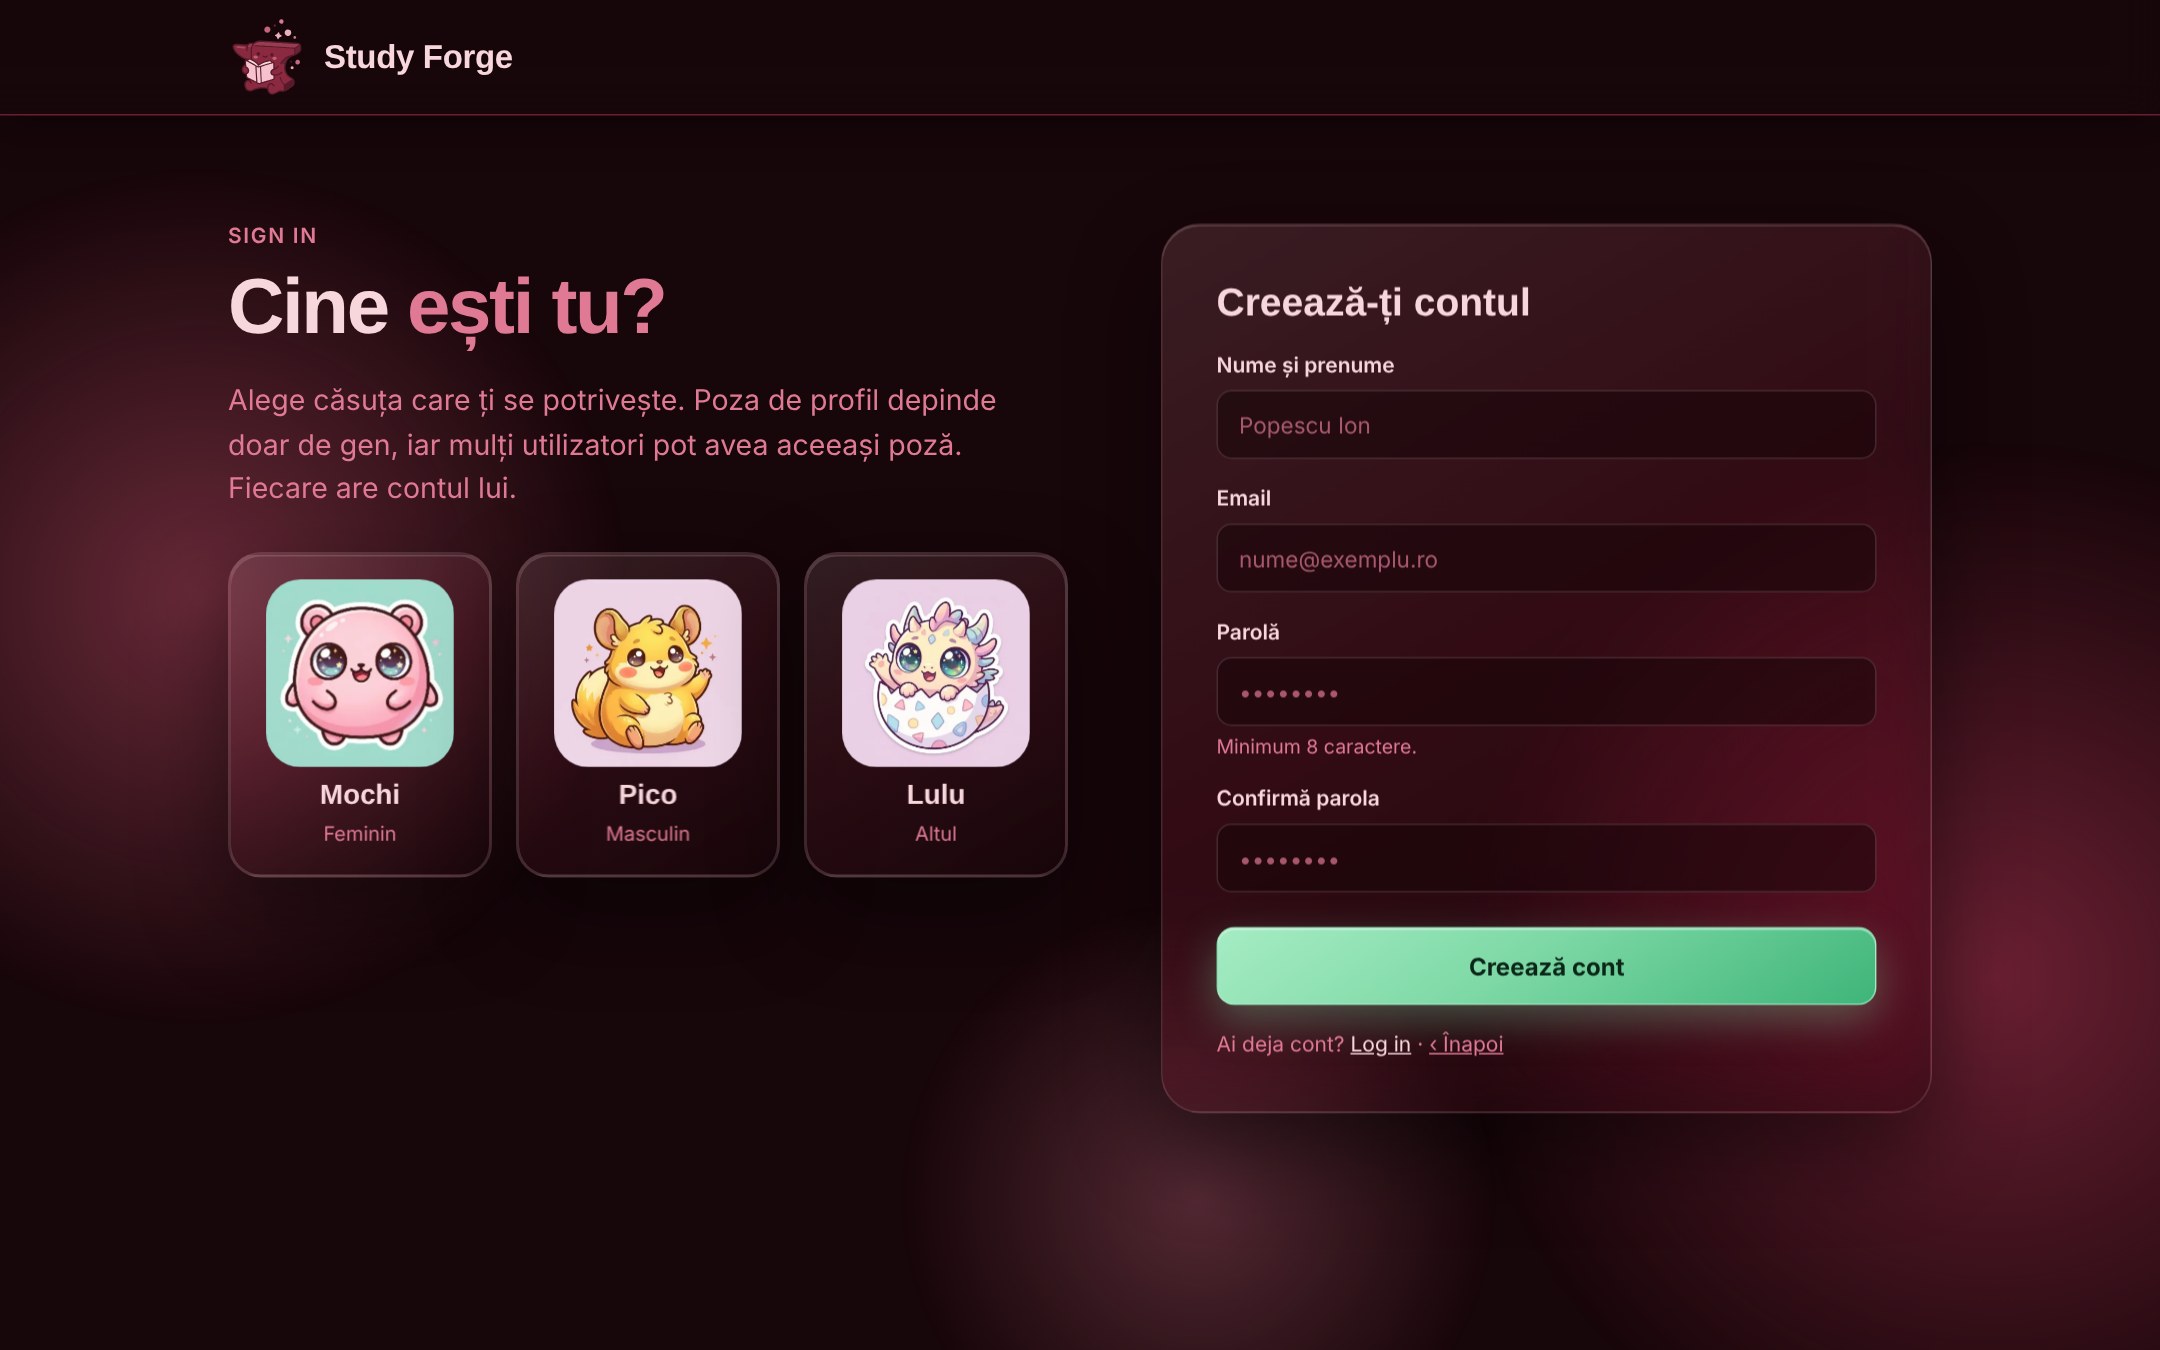 Study Forge
SIGN IN
Cine ești tu?
Alege căsuța care ți se potrivește. Poza de profil depinde
doar de gen, iar mulți utilizatori pot avea aceeași poză.
Fiecare are contul lui.
Mochi
Feminin
Pico
Masculin
Lulu
Altul
Creează-ți contul
Nume și prenume
Popescu Ion
Email
nume@exemplu.ro
Parolă
••••••••
Minimum 8 caractere.
Confirmă parola
••••••••
Creează cont
Ai deja cont? Log in · ‹ Înapoi